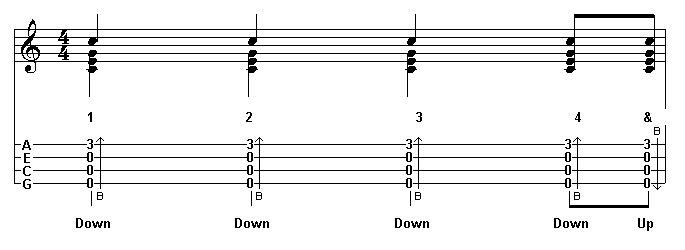 4
4
1 2 3 4 &
B
A 3 3 3 3 3
E 0 0 0 0 0
C 0 0 0 0 0
G 0 0 0 0 0
B B B B
Down Down Down Down Up